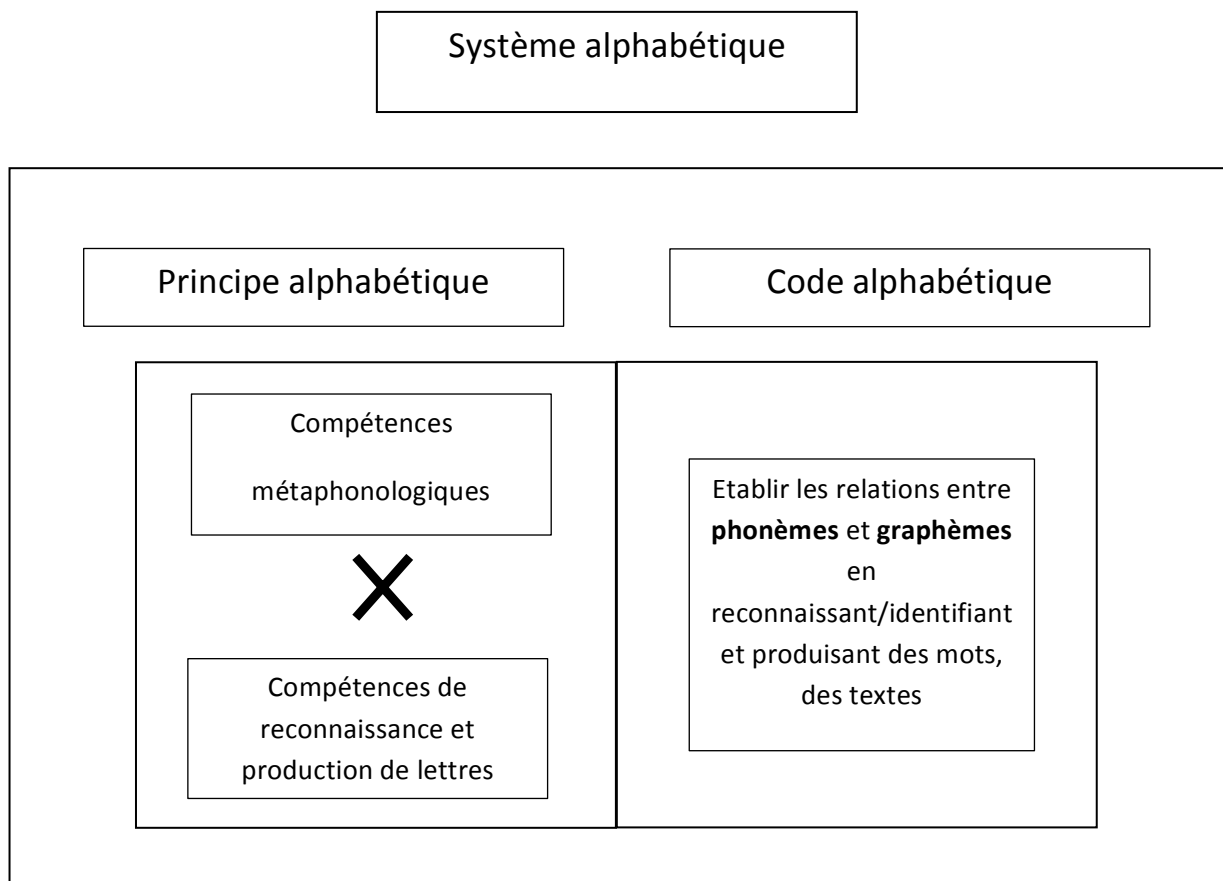 Système alphabétique
Principe alphabétique
Code alphabétique
Compétences
métaphonologiques
Compétences de
reconnaissance et
production de lettres
Etablir les relations entre
phonèmes et graphèmes
en
reconnaissant/identifiant
et produisant des mots,
des textes